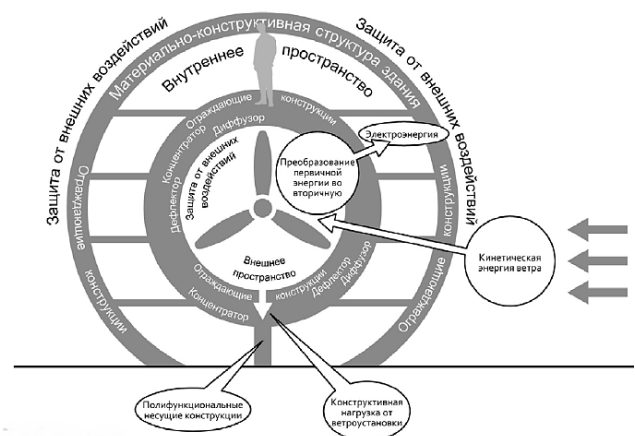 Защита от внешних воздействий
Материально-конструктивная структура здания
Защита от внешних воздействий
Внутреннее пространство
Ограждающие конструкции
Концентратор
Диффузор
Дефлектор
Защита от внешних
воздействий
Электроэнергия
Преобразование
первичной
энергии во
вторичную
Ограждающие
конструкции
Ограждающие
конструкции
Кинетическая
энергия ветра
Внешнее
пространство
Ограждающие конструкции
Концентратор
Дефлектор
Диффузор
Полифункциональные
несущие конструкции
Конструктивная
нагрузка от
ветроустановки